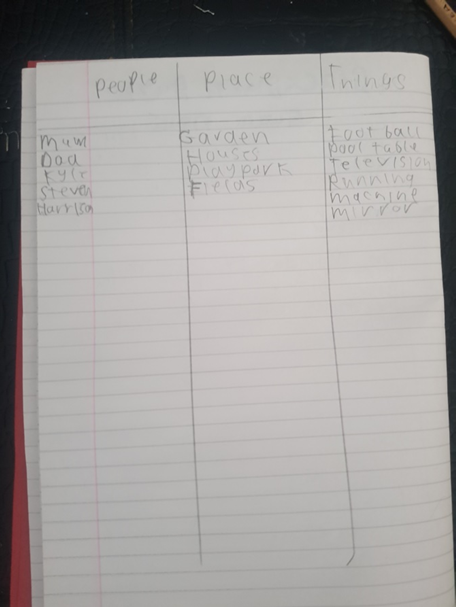 people place Things
Mum Garden Foot ball
Dad Houses pool table
Kyle playpark Television
Steven Fields Running
Harrison machine
mirror